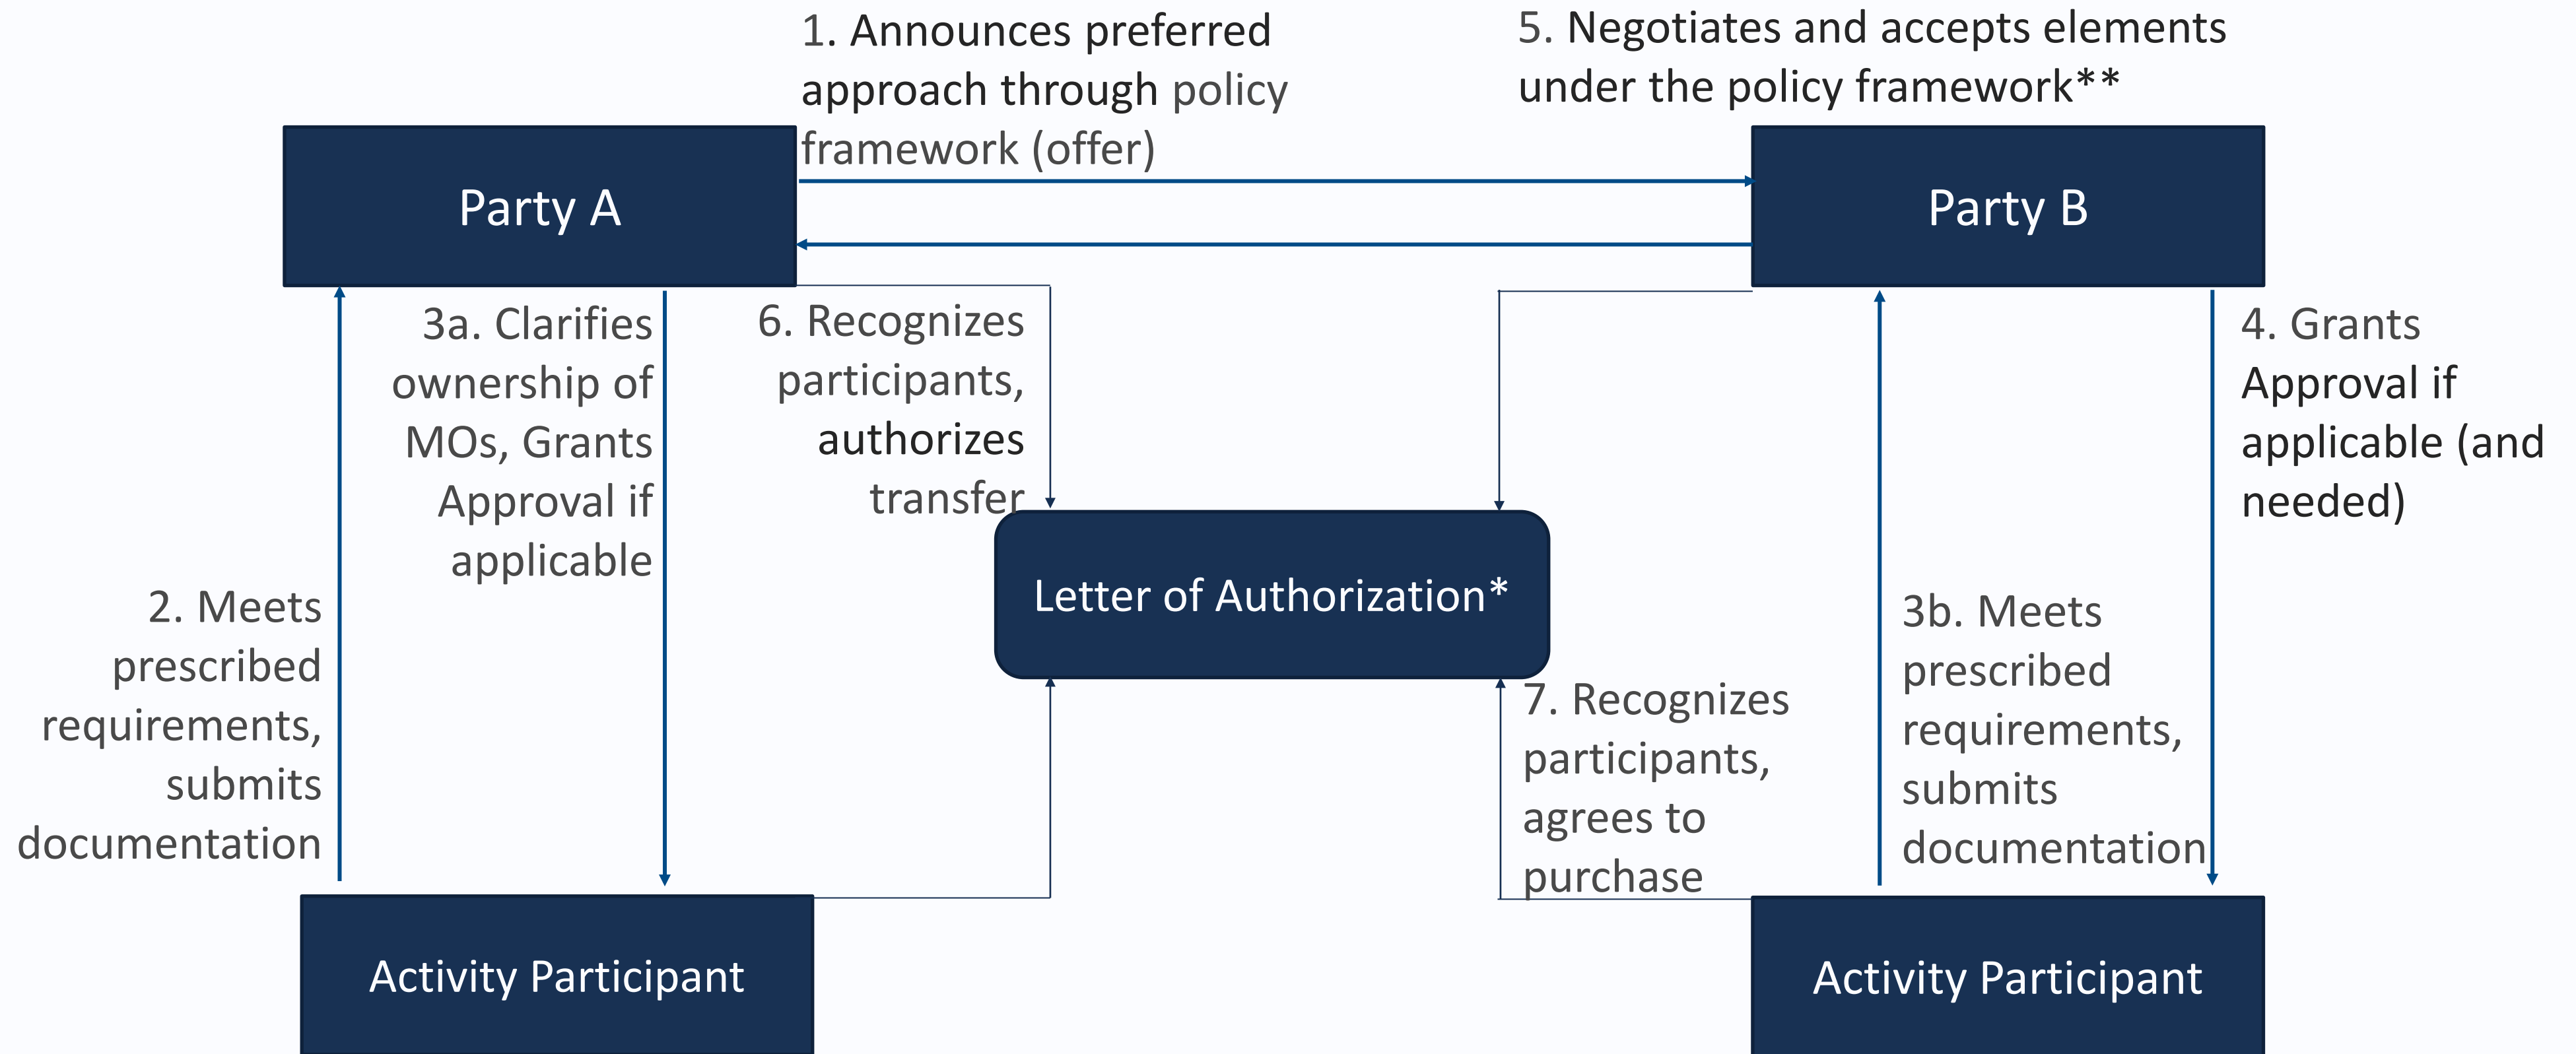 1. Announces preferred
approach through policy
framework (offer)
5. Negotiates and accepts elements
under the policy framework**
Party A
Party B
3a. Clarifies
ownership of
MOs, Grants
Approval if
applicable
6. Recognizes
participants,
authorizes
transfer
4. Grants
Approval if
applicable (and
needed)
Letter of Authorization*
2. Meets
prescribed
requirements,
submits
documentation
3b. Meets
prescribed
requirements,
submits
documentation
7. Recognizes
participants,
agrees to
purchase
Activity Participant
Activity Participant